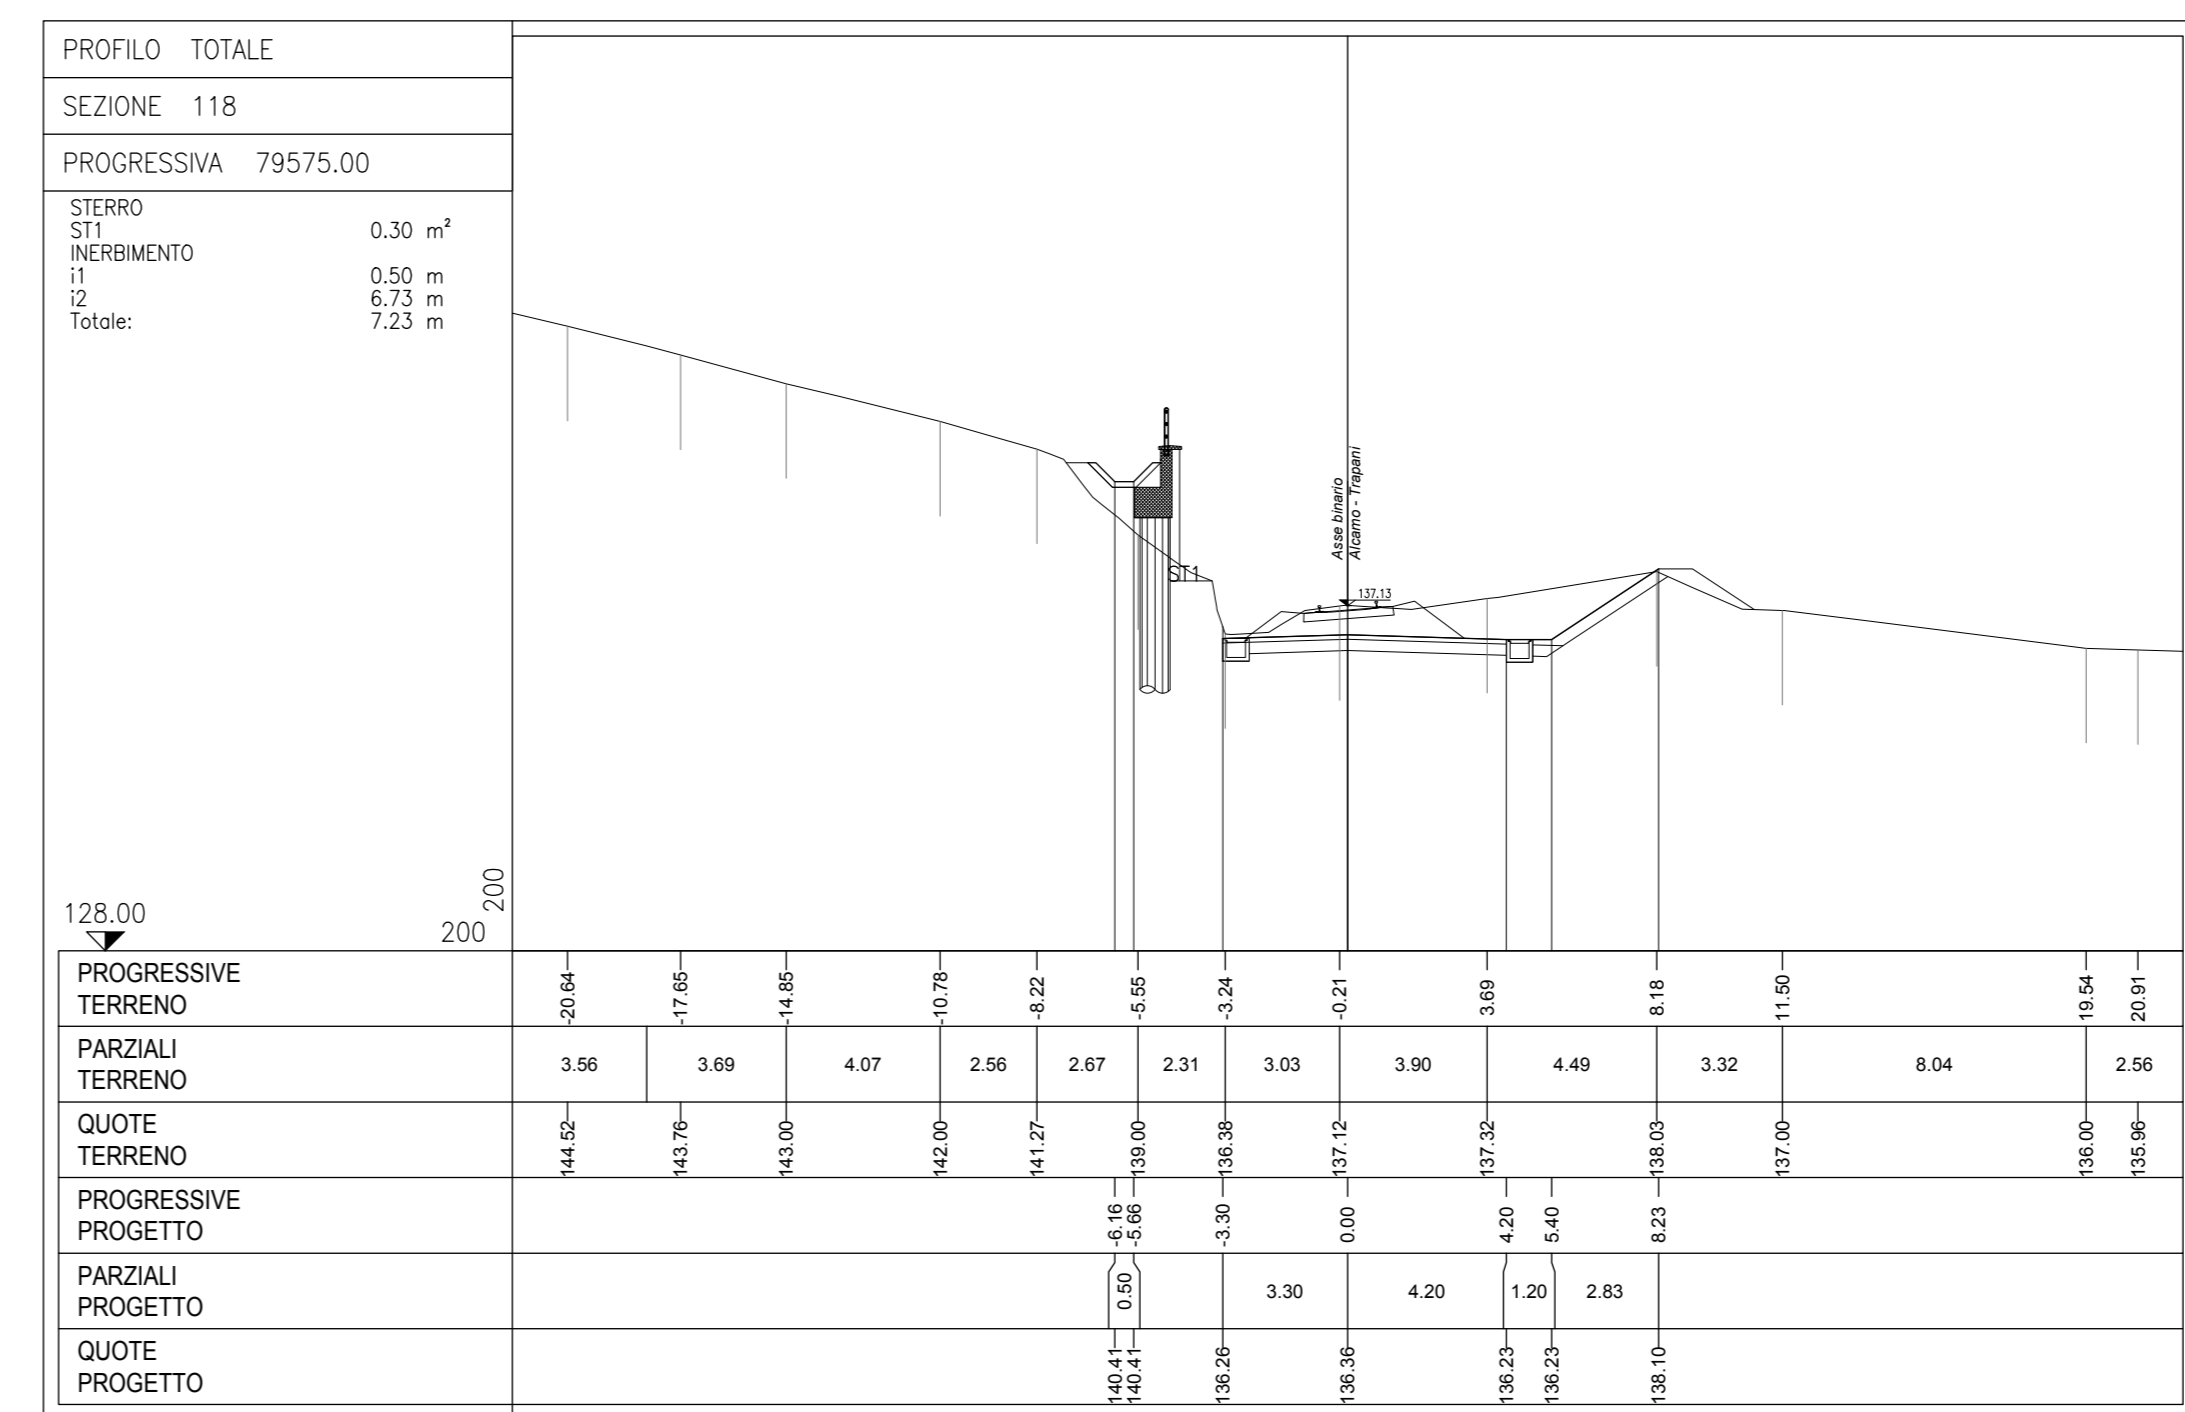 PROFILO TOTALE
SEZIONE 118
PROGRESSIVA 79575.00
STERRO
ST1 0.30 m²
INERBIMENTO
i1 0.50 m
i2 6.73 m
Totale: 7.23 m
Asse binario
Alcamo - Trapani
137.13
ST1
128.00
200
200
PROGRESSIVE
TERRENO
-20.64 -17.65 -14.85 -10.78 -8.22 -5.55 -3.24 -0.21 3.69 8.18 11.50 19.54 20.91
PARZIALI
TERRENO
3.56 3.69 4.07 2.56 2.67 2.31 3.03 3.90 4.49 3.32 8.04 2.56
QUOTE
TERRENO
144.52 143.76 143.00 142.00 141.27 139.00 136.38 137.12 137.32 138.03 137.00 136.00 135.96
PROGRESSIVE
PROGETTO
-6.16 -5.66 -3.30 0.00 4.20 5.40 8.23
PARZIALI
PROGETTO
0.50 3.30 4.20 1.20 2.83
QUOTE
PROGETTO
140.41 140.41 136.26 136.36 136.23 136.23 138.10